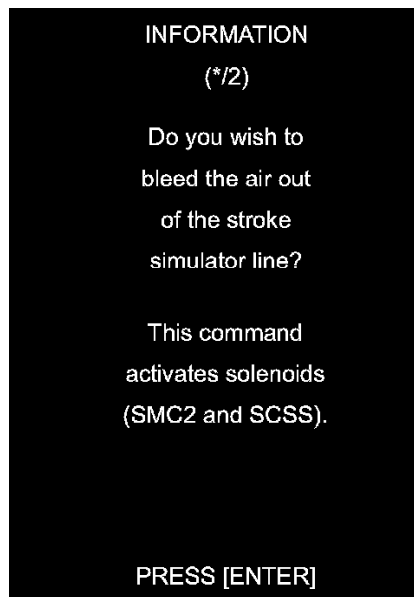 INFORMATION
(*/2)
Do you wish to
bleed the air out
of the stroke
simulator line?
This command
activates solenoids
(SMC2 and SCSS).
PRESS [ENTER]